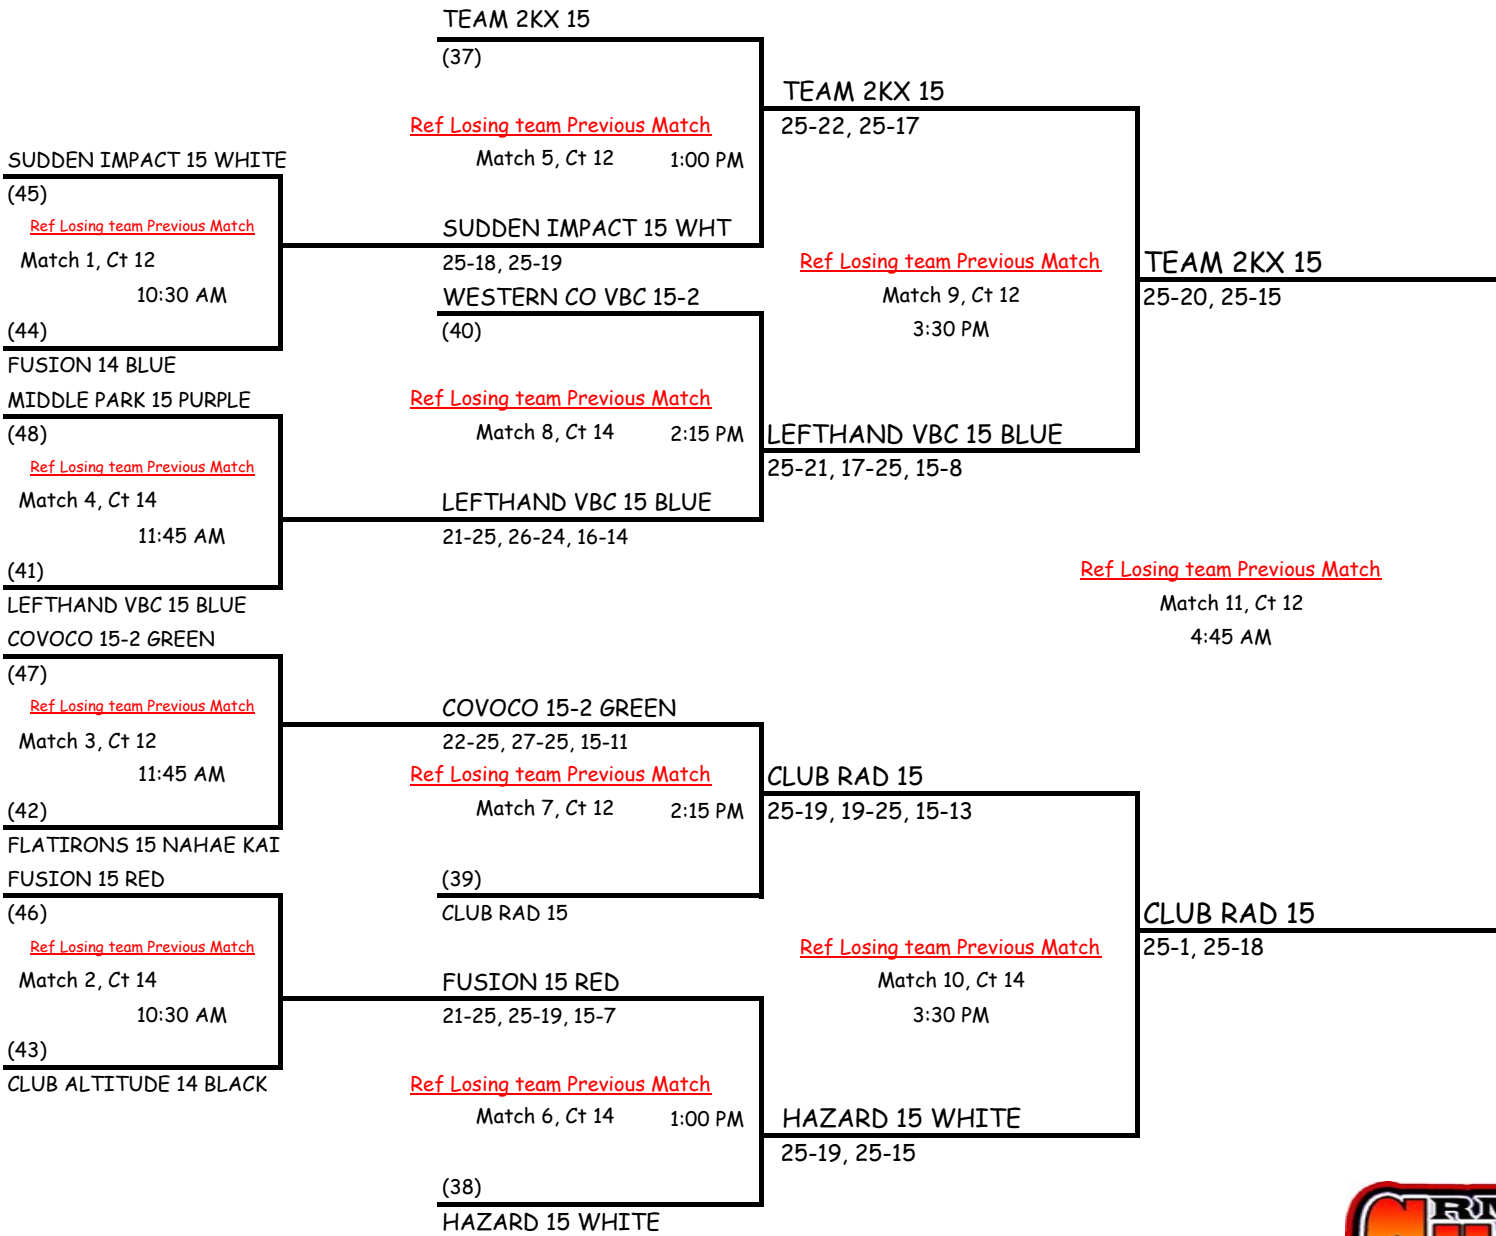 TEAM 2KX 15
(37)
TEAM 2KX 15
Ref Losing team Previous Match
25-22, 25-17
Match 5, Ct 12 1:00 PM
SUDDEN IMPACT 15 WHITE
(45)
Ref Losing team Previous Match
SUDDEN IMPACT 15 WHT
Match 1, Ct 12
25-18, 25-19
Ref Losing team Previous Match
TEAM 2KX 15
10:30 AM
WESTERN CO VBC 15-2
Match 9, Ct 12
25-20, 25-15
(44)
(40)
3:30 PM
FUSION 14 BLUE
MIDDLE PARK 15 PURPLE
Ref Losing team Previous Match
(48)
Match 8, Ct 14 2:15 PM
LEFTHAND VBC 15 BLUE
Ref Losing team Previous Match
25-21, 17-25, 15-8
Match 4, Ct 14
LEFTHAND VBC 15 BLUE
11:45 AM
21-25, 26-24, 16-14
(41)
Ref Losing team Previous Match
LEFTHAND VBC 15 BLUE
Match 11, Ct 12
COVOCO 15-2 GREEN
4:45 AM
(47)
Ref Losing team Previous Match
COVOCO 15-2 GREEN
Match 3, Ct 12
22-25, 27-25, 15-11
11:45 AM
Ref Losing team Previous Match
CLUB RAD 15
(42)
Match 7, Ct 12 2:15 PM
25-19, 19-25, 15-13
FLATIRONS 15 NAHAE KAI
FUSION 15 RED
(39)
(46)
CLUB RAD 15
CLUB RAD 15
Ref Losing team Previous Match
Ref Losing team Previous Match
25-1, 25-18
Match 2, Ct 14
FUSION 15 RED
Match 10, Ct 14
10:30 AM
21-25, 25-19, 15-7
3:30 PM
(43)
CLUB ALTITUDE 14 BLACK
Ref Losing team Previous Match
Match 6, Ct 14 1:00 PM
HAZARD 15 WHITE
25-19, 25-15
(38)
HAZARD 15 WHITE